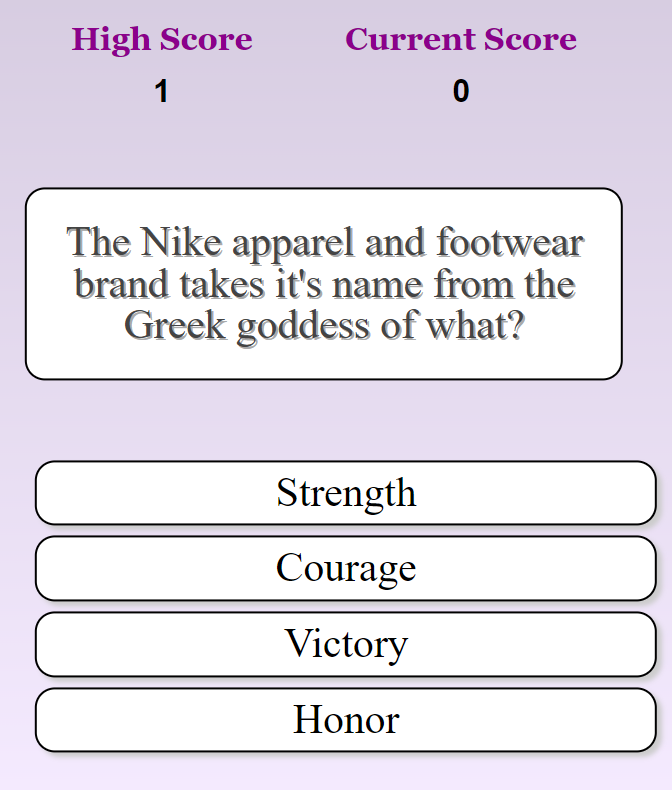 High Score Current Score
1 0
The Nike apparel and footwear
brand takes it's name from the
Greek goddess of what?
Strength
Courage
Victory
Honor